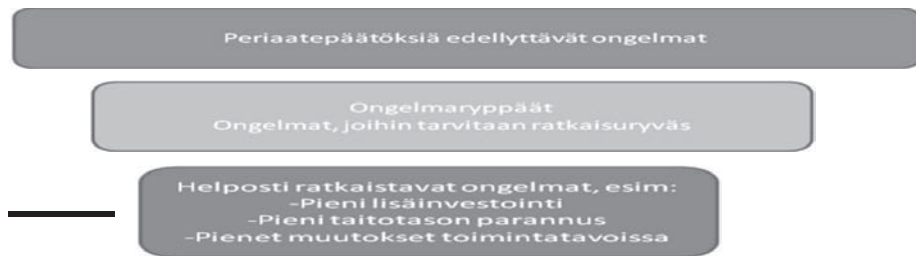 Periaatepäätöksiä edellyttävät ongelmat
Ongelmaryppäät
Ongelmat, joihin tarvitaan ratkaisuryväs
Helposti ratkaistavat ongelmat, esim:
-Pieni lisäinvestointi
-Pieni taitotason parannus
-Pienet muutokset toimintatavoissa